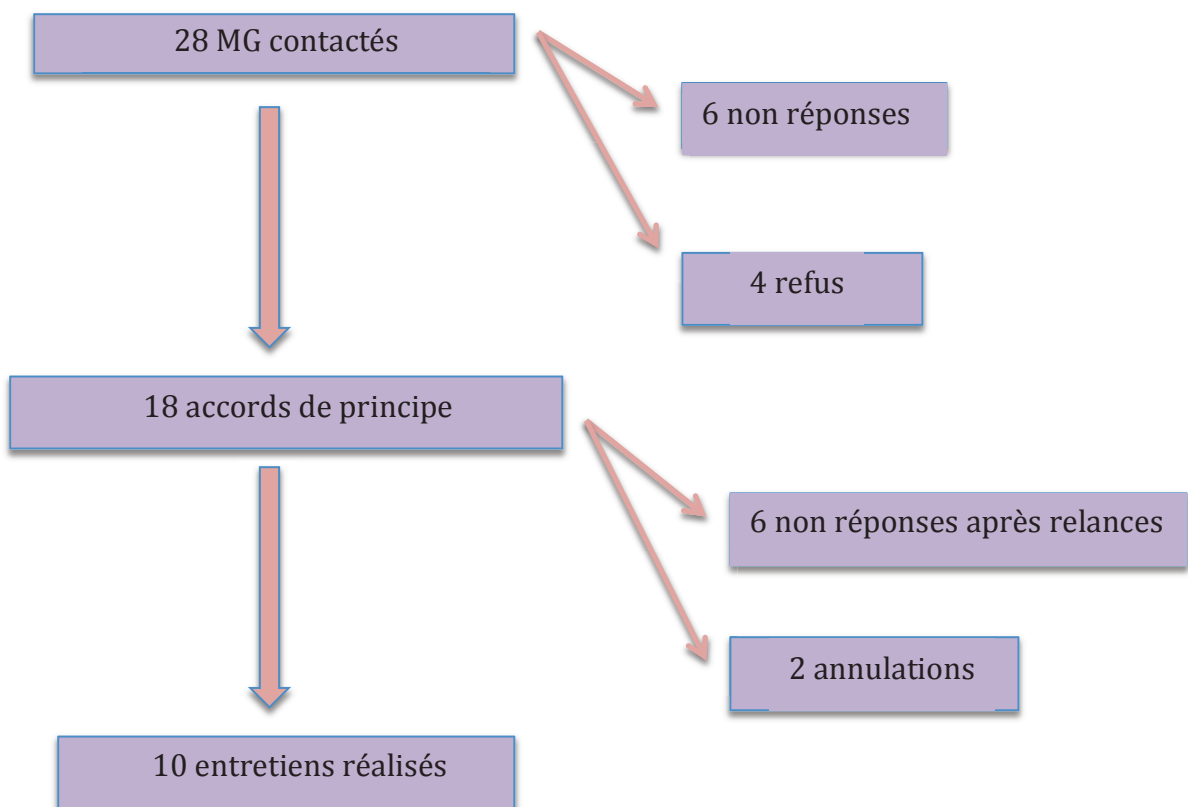 28 MG contactés
6 non réponses
4 refus
18 accords de principe
6 non réponses après relances
2 annulations
10 entretiens réalisés